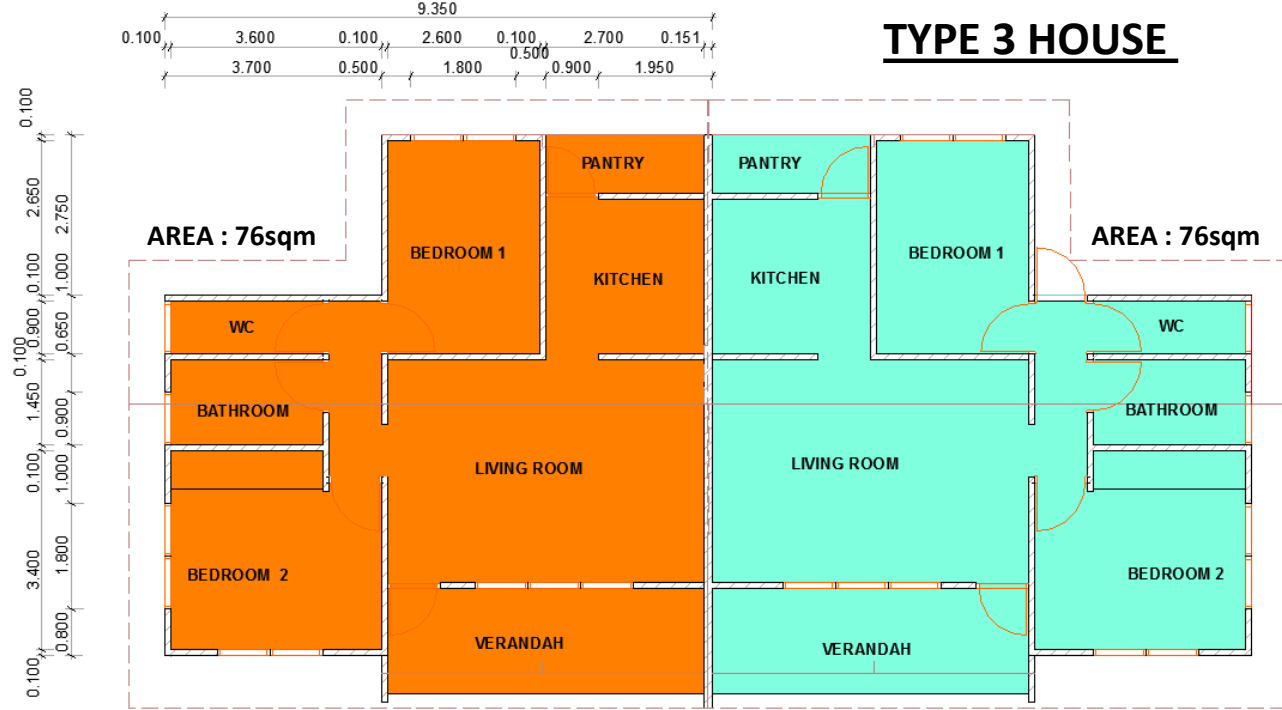 9.350
TYPE 3 HOUSE
0.100 3.600 0.100 2.600 0.100 2.700 0.151
0.500
3.700 0.500 1.800 0.900 1.950
0.100
2.650
2.750
0.100
1.000
0.900
0.650
0.100
1.450
0.900
0.100
1.000
3.400
1.800
0.800
0.100
PANTRY PANTRY
AREA : 76sqm AREA : 76sqm
BEDROOM 1 BEDROOM 1
KITCHEN KITCHEN
WC WC
BATHROOM BATHROOM
LIVING ROOM LIVING ROOM
BEDROOM 2 BEDROOM 2
VERANDAH VERANDAH